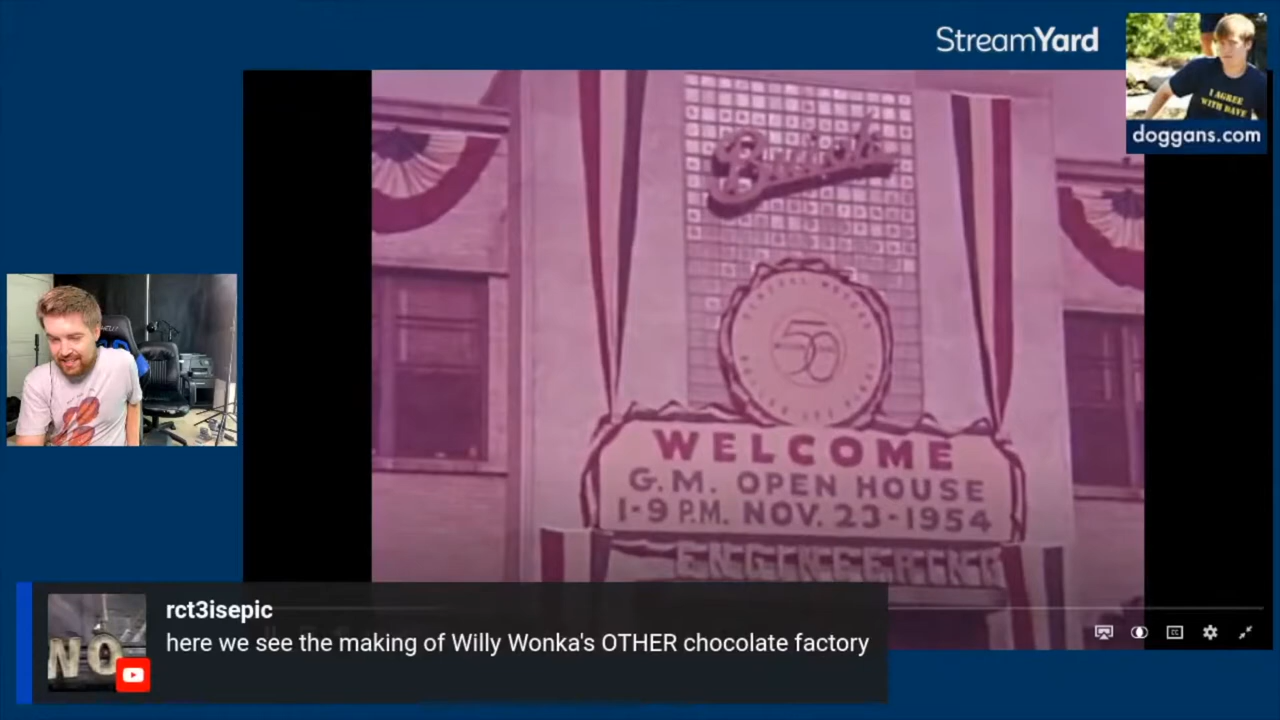 StreamYard
I AGREE
WITH DAVE
doggans.com
Buick
50
WELCOME
G.M. OPEN HOUSE
1-9 P.M. NOV. 23-1954
ENGINEERING
rct3isepic
here we see the making of Willy Wonka's OTHER chocolate factory
NO
CC